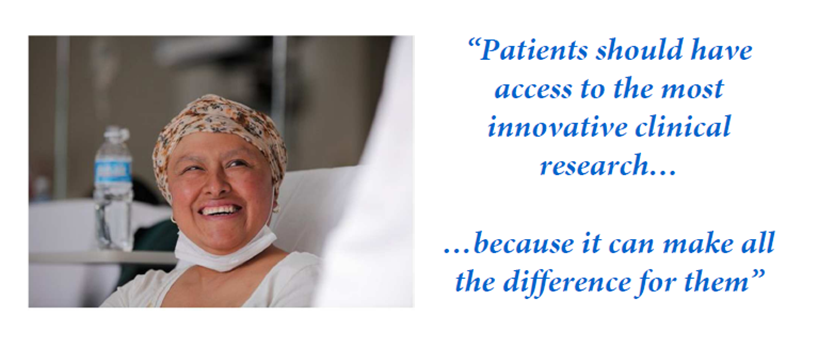 “Patients should have
access to the most
innovative clinical
research…
…because it can make all
the difference for them”